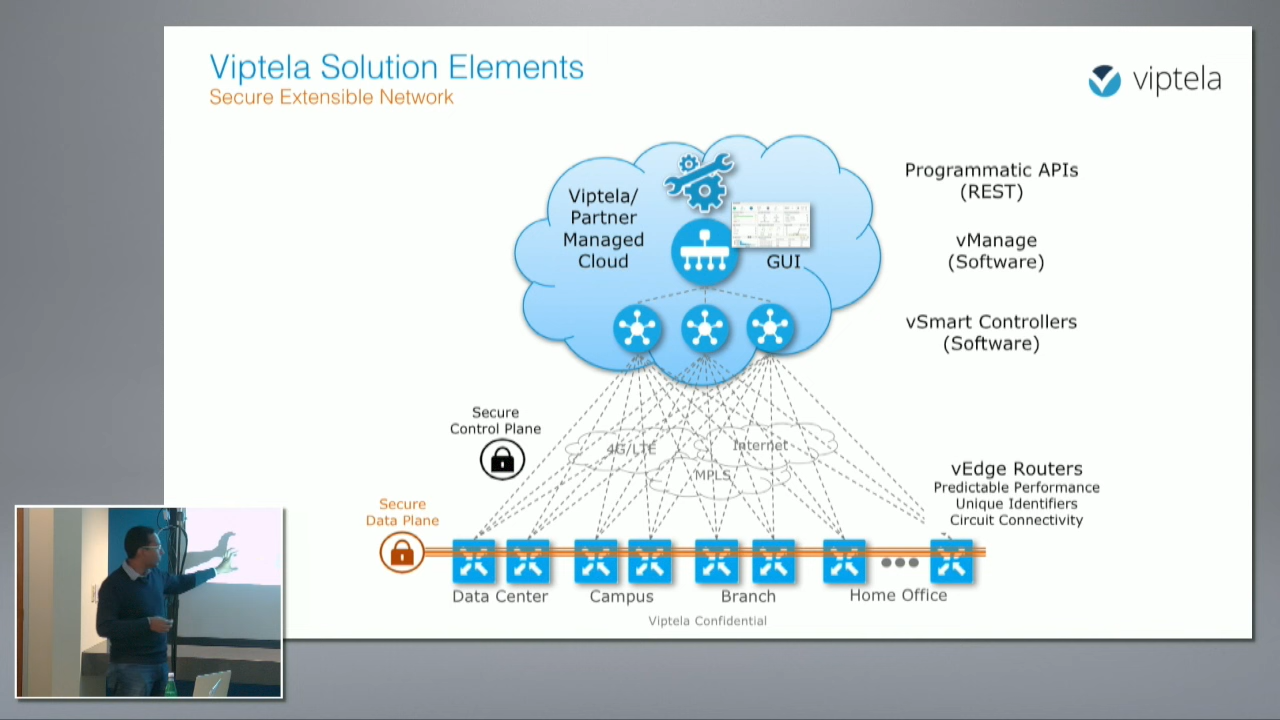 Viptela Solution Elements
Secure Extensible Network
viptela
Viptela/
Partner
Managed
Cloud
GUI
Programmatic APIs
(REST)
vManage
(Software)
vSmart Controllers
(Software)
Secure
Control Plane
4G/LTE
Internet
MPLS
vEdge Routers
Predictable Performance
Unique Identifiers
Circuit Connectivity
Secure
Data Plane
Data Center
Campus
Branch
Home Office
Viptela Confidential